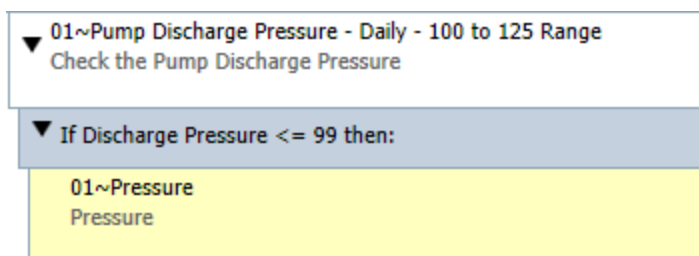 01~Pump Discharge Pressure - Daily - 100 to 125 Range
Check the Pump Discharge Pressure
If Discharge Pressure <= 99 then:
01~Pressure
Pressure